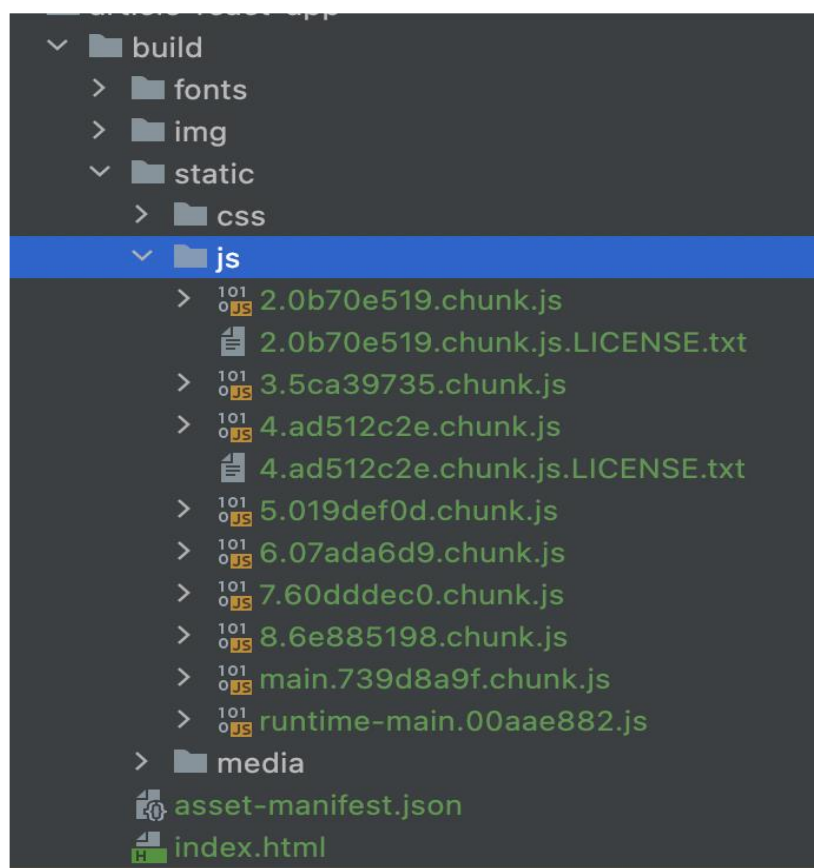 build
fonts
img
static
css
js
2.0b70e519.chunk.js
2.0b70e519.chunk.js.LICENSE.txt
3.5ca39735.chunk.js
4.ad512c2e.chunk.js
4.ad512c2e.chunk.js.LICENSE.txt
5.019def0d.chunk.js
6.07ada6d9.chunk.js
7.60dddec0.chunk.js
8.6e885198.chunk.js
main.739d8a9f.chunk.js
runtime-main.00aae882.js
media
asset-manifest.json
index.html